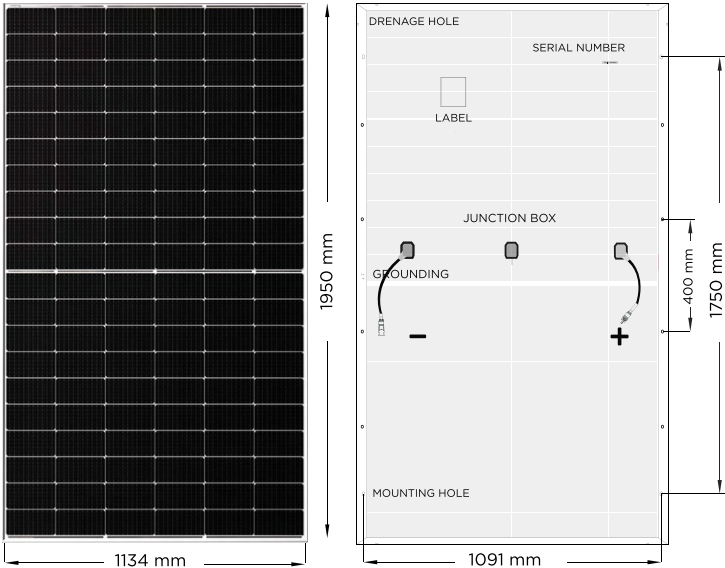 DRENAGE HOLE
SERIAL NUMBER
LABEL
JUNCTION BOX
GROUNDING
1950 mm
400 mm
1750 mm
MOUNTING HOLE
1134 mm
1091 mm